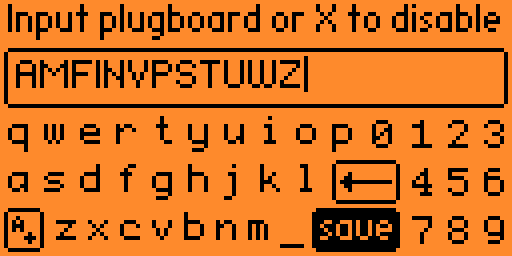 Input plugboard or X to disable
AMFINVPSTUWZ
q w e r t y u i o p 0 1 2 3
a s d f g h j k l 4 5 6
A z x c v b n m _ save 7 8 9